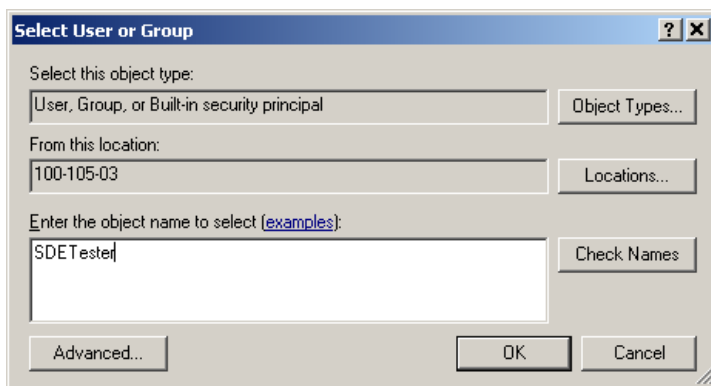 Select User or Group
Select this object type:
User, Group, or Built-in security principal
Object Types...
From this location:
100-105-03
Locations...
Enter the object name to select (examples):
SDETester
Check Names
Advanced...
OK
Cancel